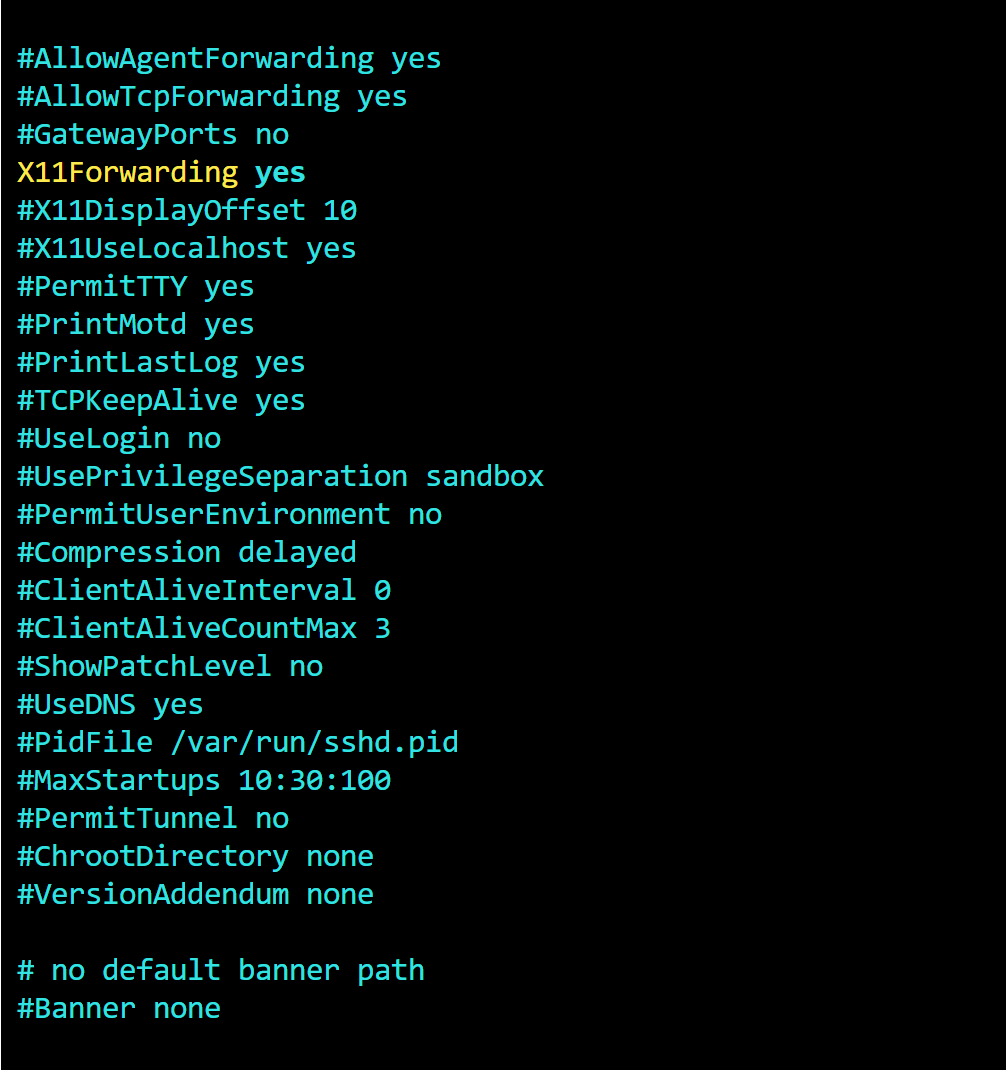 #AllowAgentForwarding yes
#AllowTcpForwarding yes
#GatewayPorts no
X11Forwarding yes
#X11DisplayOffset 10
#X11UseLocalhost yes
#PermitTTY yes
#PrintMotd yes
#PrintLastLog yes
#TCPKeepAlive yes
#UseLogin no
#UsePrivilegeSeparation sandbox
#PermitUserEnvironment no
#Compression delayed
#ClientAliveInterval 0
#ClientAliveCountMax 3
#ShowPatchLevel no
#UseDNS yes
#PidFile /var/run/sshd.pid
#MaxStartups 10:30:100
#PermitTunnel no
#ChrootDirectory none
#VersionAddendum none
# no default banner path
#Banner none